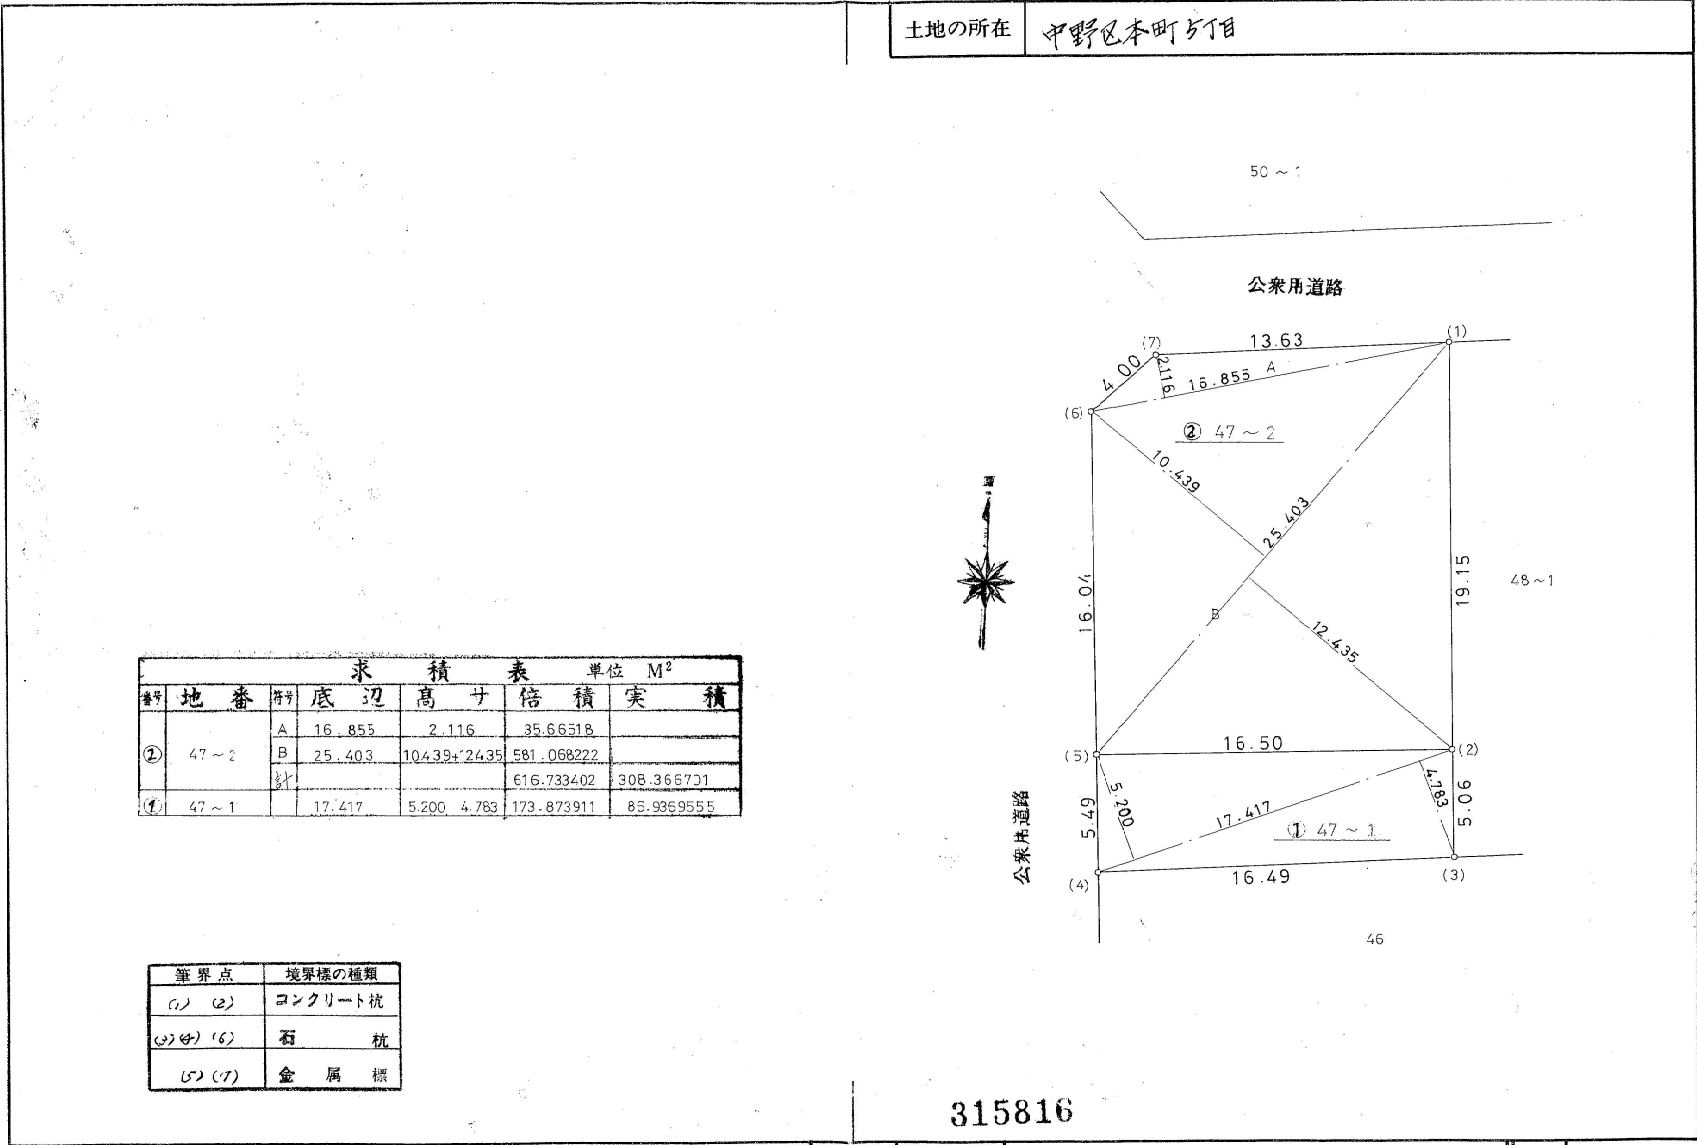 土地の所在 中野区本町5丁目
50~1
公衆用道路
(7) 13.63 (1)
4.00 2.116 16.855 A
(6)
② 47~2
10.439
25.403
16.04 19.15 48~1
B
12.435
(5) 16.50 (2)
5.49 5.200 17.417 4.783 5.06
① 47~1
公衆用道路
(4) 16.49 (3)
46
求積表 単位 M²
番号 地番 符号 底辺 高サ 倍積 実積
② 47~2 A 16.855 2.116 35.66518
B 25.403 10.439+12.435 581.068222
計 616.733402 308.366701
① 47~1 17.417 5.200 4.783 173.873911 86.9369555
筆界点 境界標の種類
(1) (2) コンクリート杭
(3)(4)(6) 石杭
(5)(7) 金属標
315816